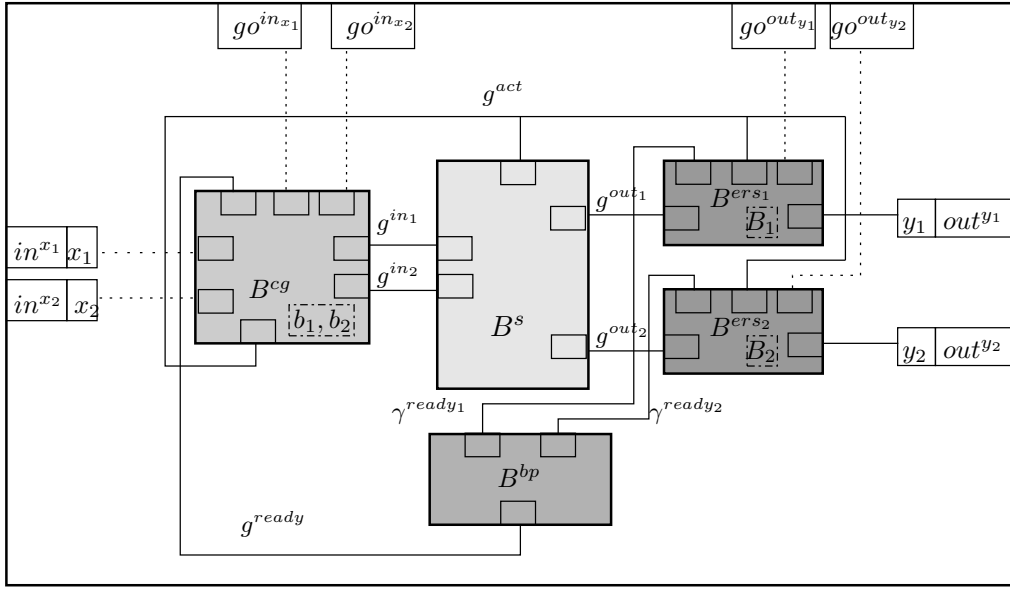 go^{in_{x_1}} go^{in_{x_2}} go^{out_{y_1}} go^{out_{y_2}}
g^{act}
B^{ers_1}
g^{out_1}
B_1
y_1 out^{y_1}
g^{in_1}
in^{x_1} x_1
g^{in_2}
B^{cg}
in^{x_2} x_2
b_1, b_2
B^s
B^{ers_2}
g^{out_2}
B_2
y_2 out^{y_2}
γ^{ready_1} γ^{ready_2}
B^{bp}
g^{ready}